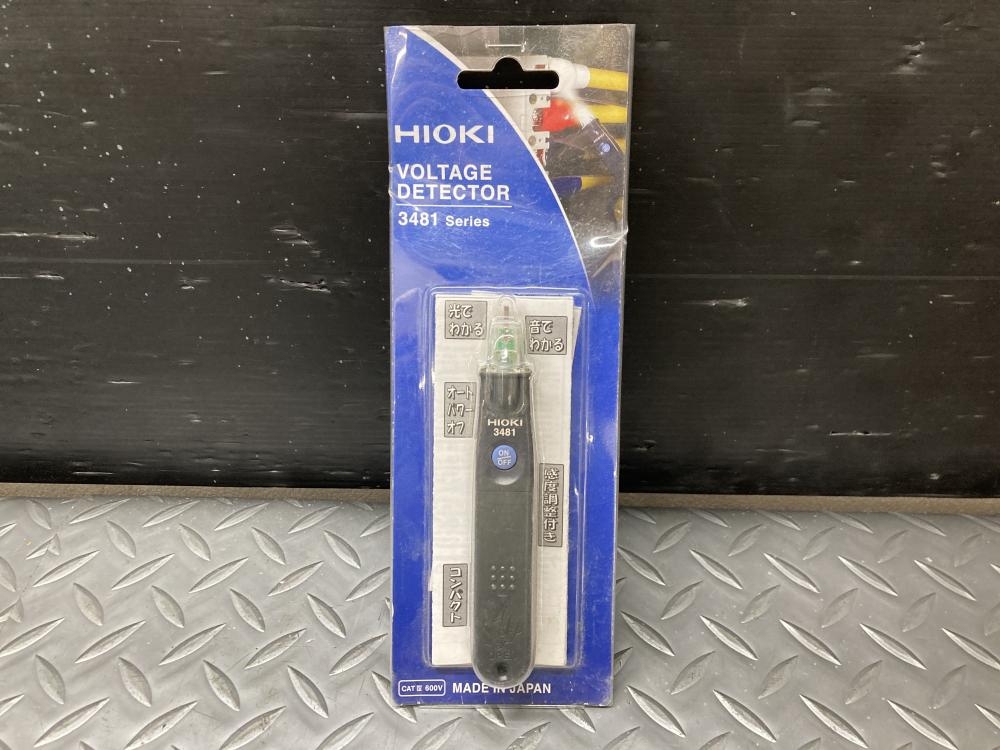 HIOKI
VOLTAGE
DETECTOR
3481 Series
光で
わかる
音で
わかる
オート
パワー
オフ
HIOKI
3481
ON
OFF
感度調整付き
コンパクト
CAT Ⅳ 600V
MADE IN JAPAN